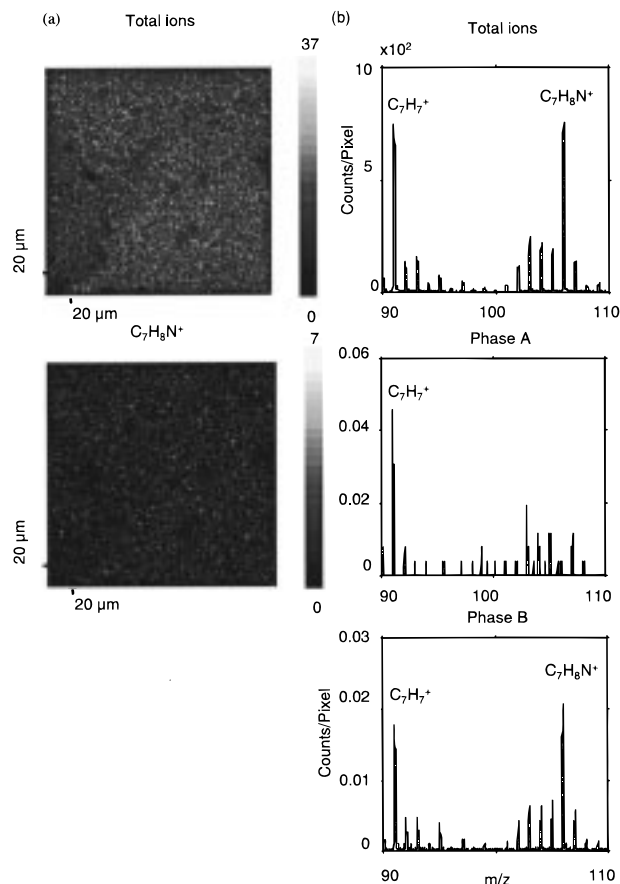 (a)
Total ions
37
0
20 µm
20 µm
C₇H₈N⁺
7
0
20 µm
20 µm
(b)
Total ions
x10²
10
5
0
Counts/Pixel
C₇H₇⁺
C₇H₈N⁺
90
100
110
Phase A
0.06
0.04
0.02
0
C₇H₇⁺
90
100
110
Phase B
0.03
0.02
0.01
0
Counts/Pixel
C₇H₇⁺
C₇H₈N⁺
90
m/z
110